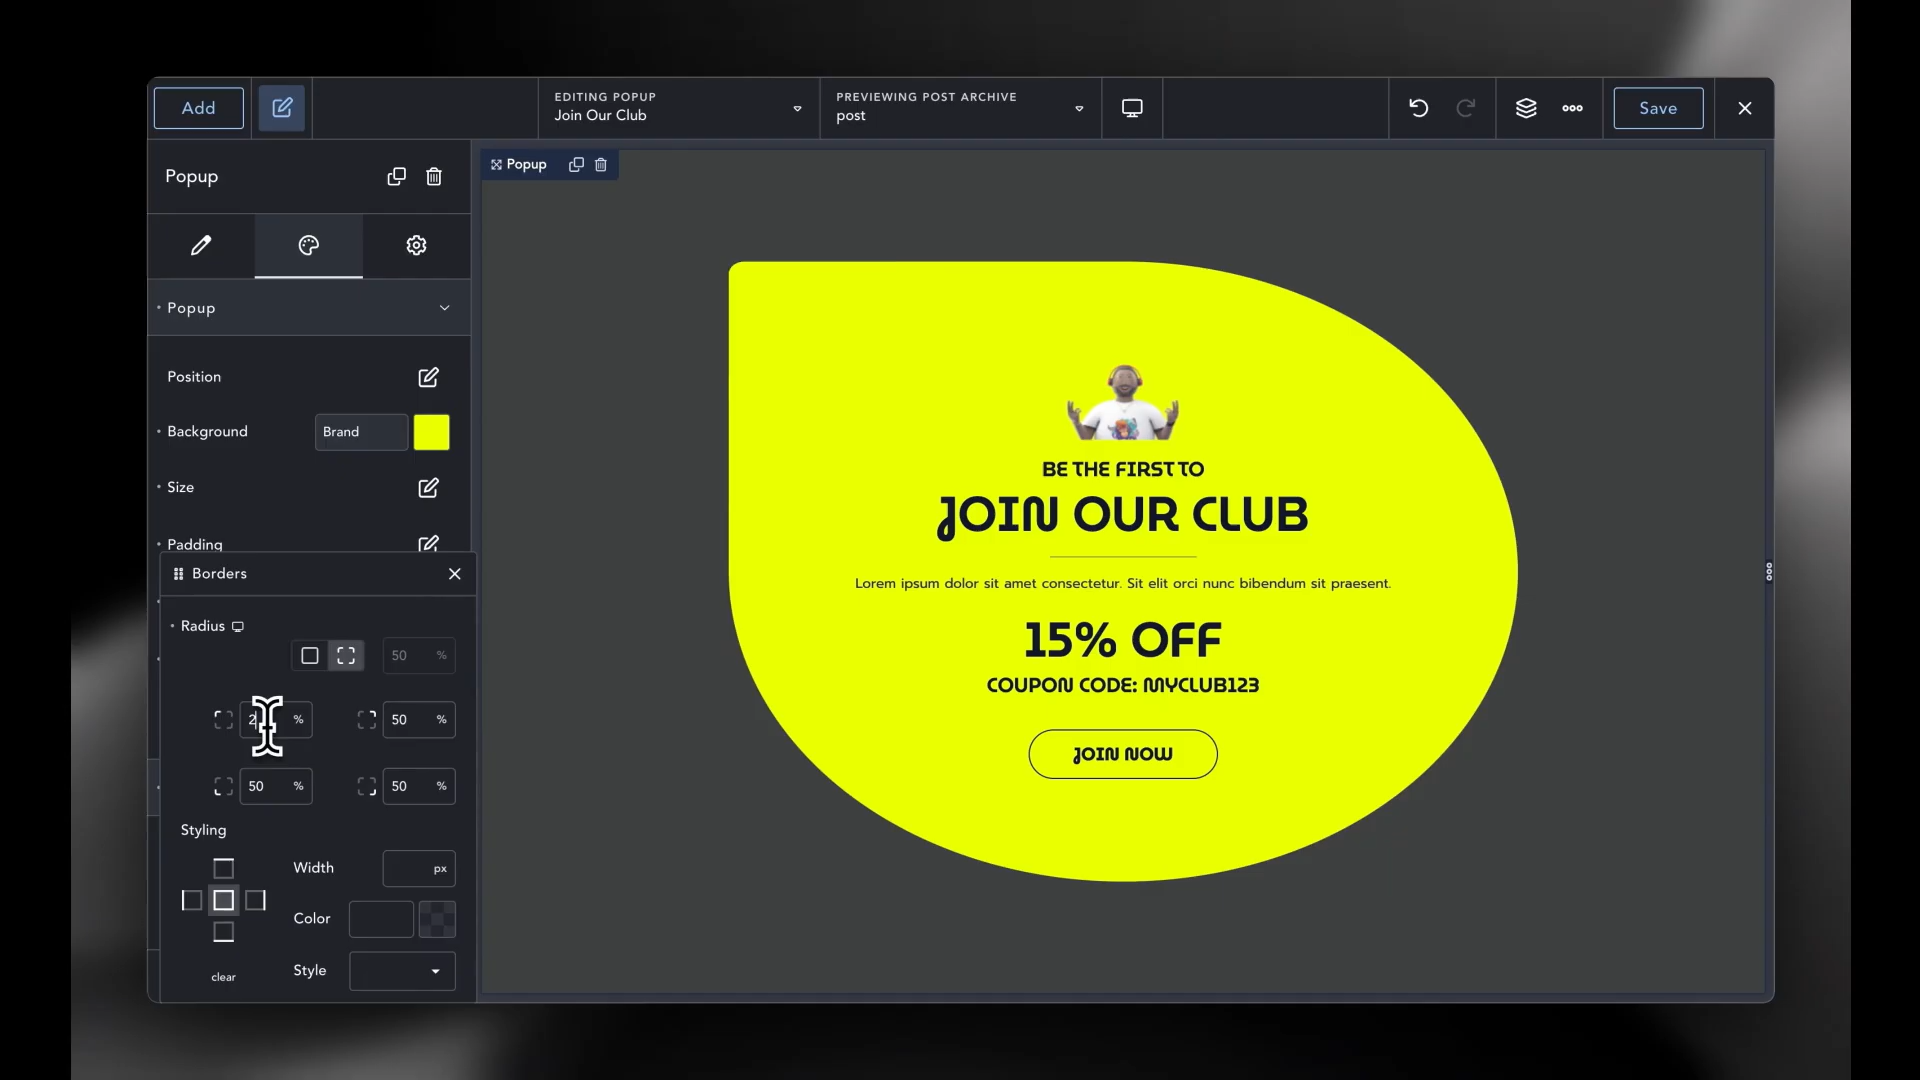 Add
EDITING POPUP
Join Our Club
PREVIEWING POST ARCHIVE
post
Save
Popup
Popup
Popup
Position
Background
Brand
Size
Padding
Borders
Radius
50 %
2 %
50 %
50 %
50 %
Styling
Width
px
Color
Style
clear
BE THE FIRST TO
JOIN OUR CLUB
Lorem ipsum dolor sit amet consectetur. Sit elit orci nunc bibendum sit praesent.
15% OFF
COUPON CODE: MYCLUB123
JOIN NOW